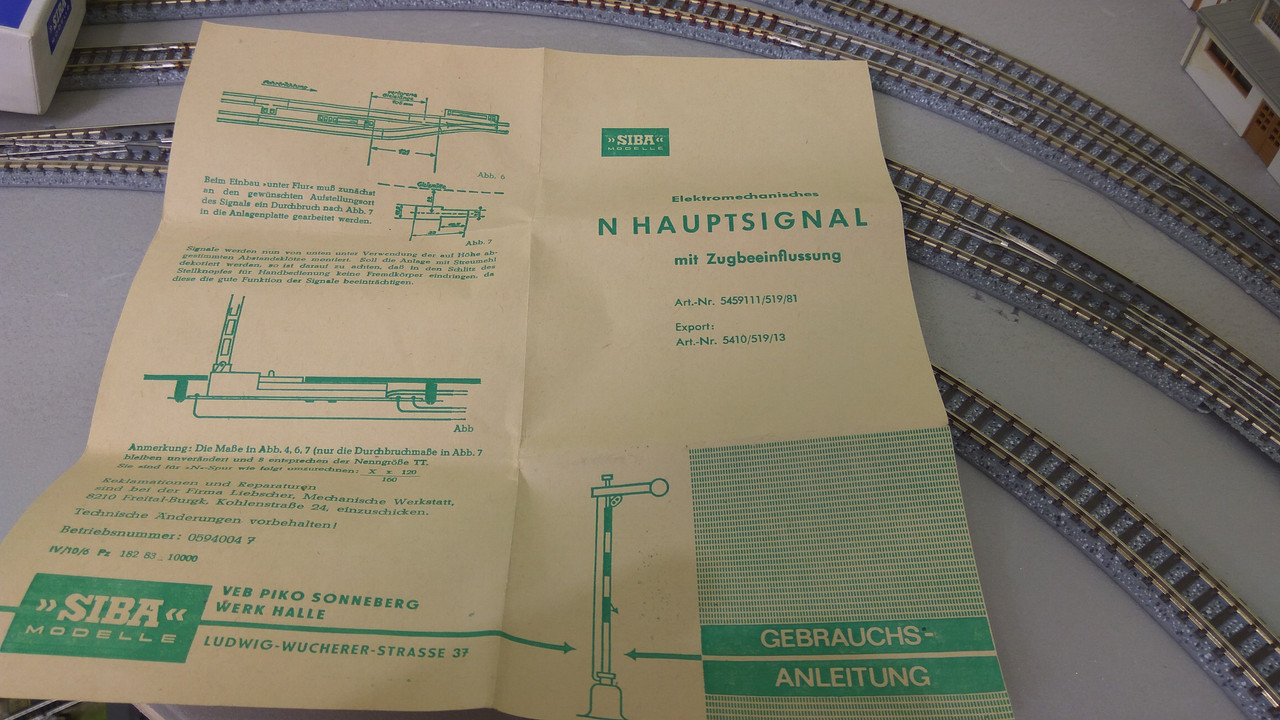 Fahrtrichtung
Abb. 6
Beim Einbau »unter Flur« muß zunächst
an den gewünschten Aufstellungsort
des Signals ein Durchbruch nach Abb. 7
in die Anlagenplatte gearbeitet werden.
Abb. 7
Signale werden nun von unten unter Verwendung der auf Höhe ab-
gestimmten Abstandsklötze montiert. Soll die Anlage mit Streumehl
dekoriert werden, so ist darauf zu achten, daß in den Schlitz des
Stellknopfes für Handbedienung keine Fremdkörper eindringen, da
diese die gute Funktion der Signale beeinträchtigen.
Abb
Anmerkung: Die Maße in Abb. 4, 6, 7 (nur die Durchbruchmaße in Abb. 7
bleiben unverändert und 8 entsprechen der Nenngröße TT.
Sie sind für »N«-Spur wie folgt umzurechnen: X x 120
160
Reklamationen und Reparaturen
sind bei der Firma Liebscher, Mechanische Werkstatt,
8210 Freital-Burgk, Kohlenstraße 24, einzuschicken.
Technische Änderungen vorbehalten!
Betriebsnummer: 0594004 7
IV/10/6 Pz 182 83 10000
»SIBA«
MODELLE
VEB PIKO SONNEBERG
WERK HALLE
LUDWIG-WUCHERER-STRASSE 37
»SIBA«
MODELLE
Elektromechanisches
N HAUPTSIGNAL
mit Zugbeeinflussung
Art.-Nr. 5459111/519/81
Export:
Art.-Nr. 5410/519/13
GEBRAUCHS-
ANLEITUNG